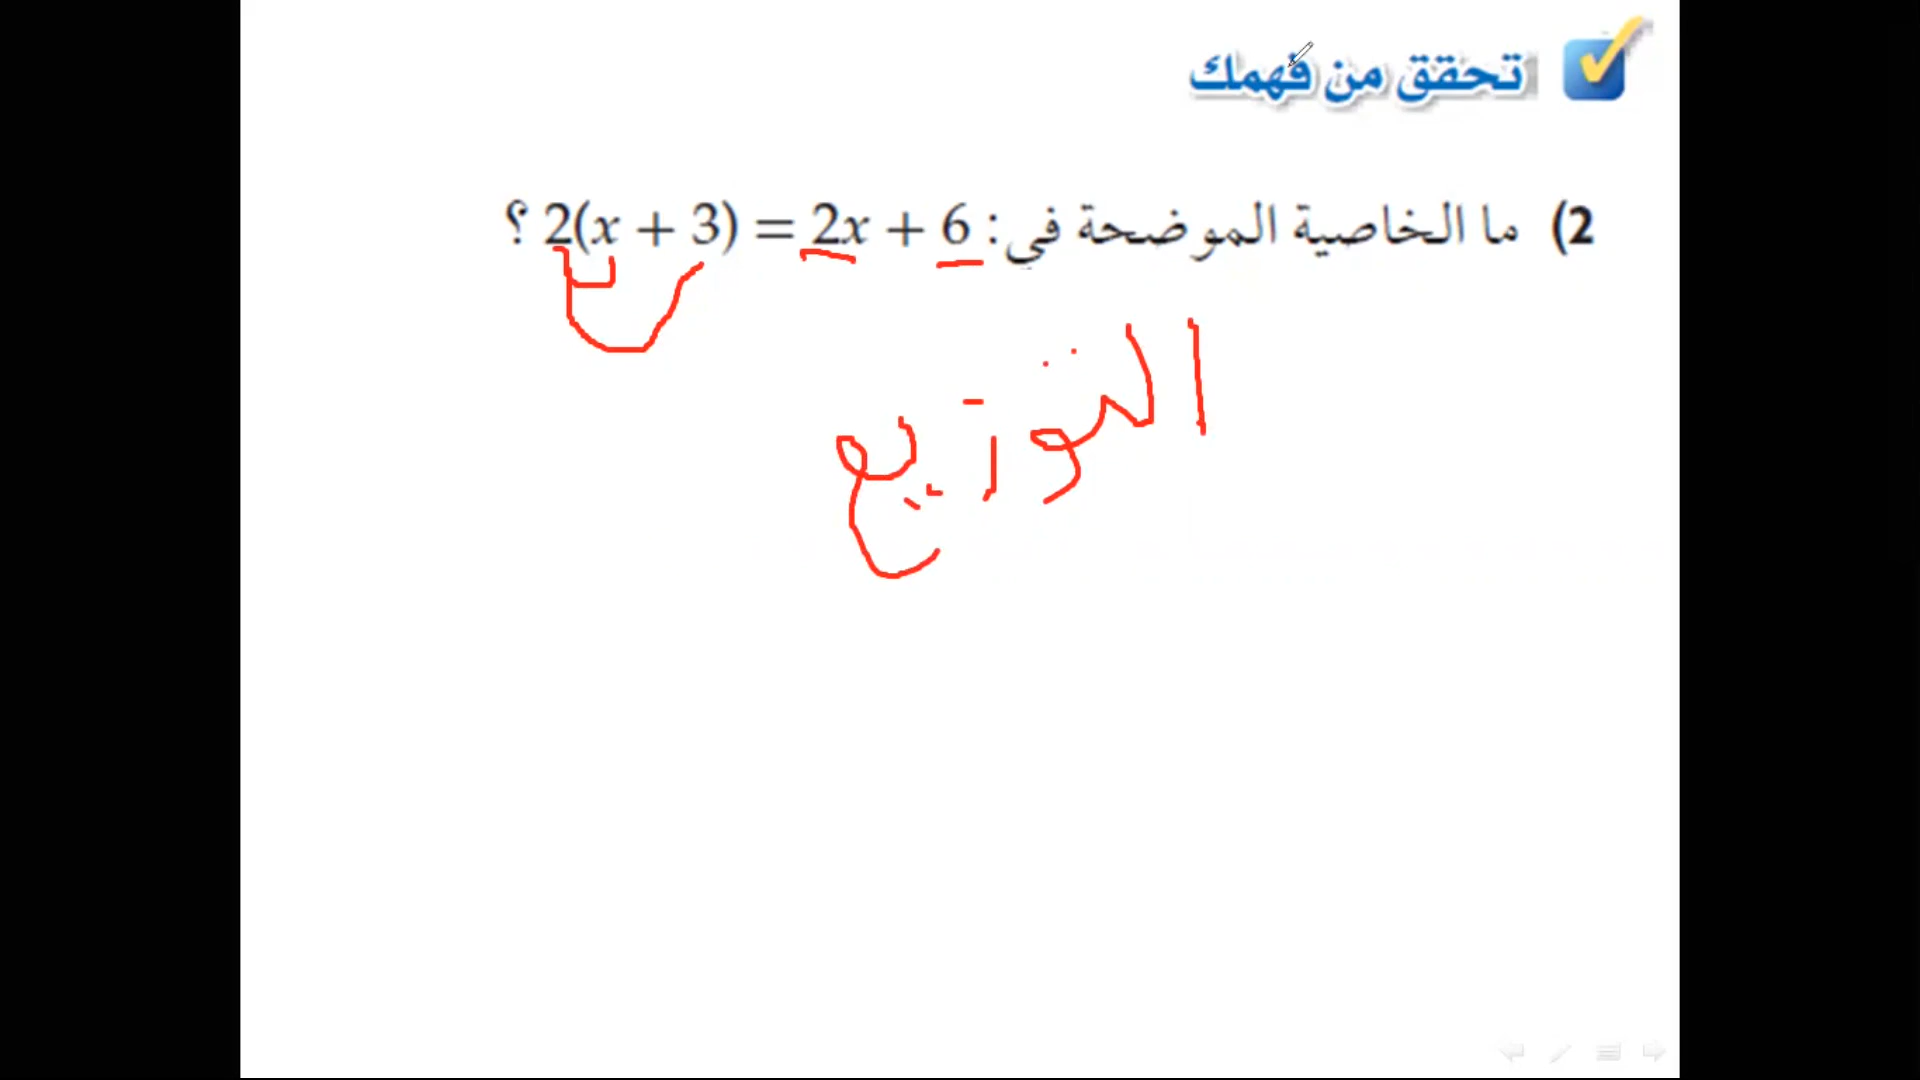 تحقق من فهمك
2) ما الخاصية الموضحة في: 2(x + 3) = 2x + 6 ؟
التوزيع